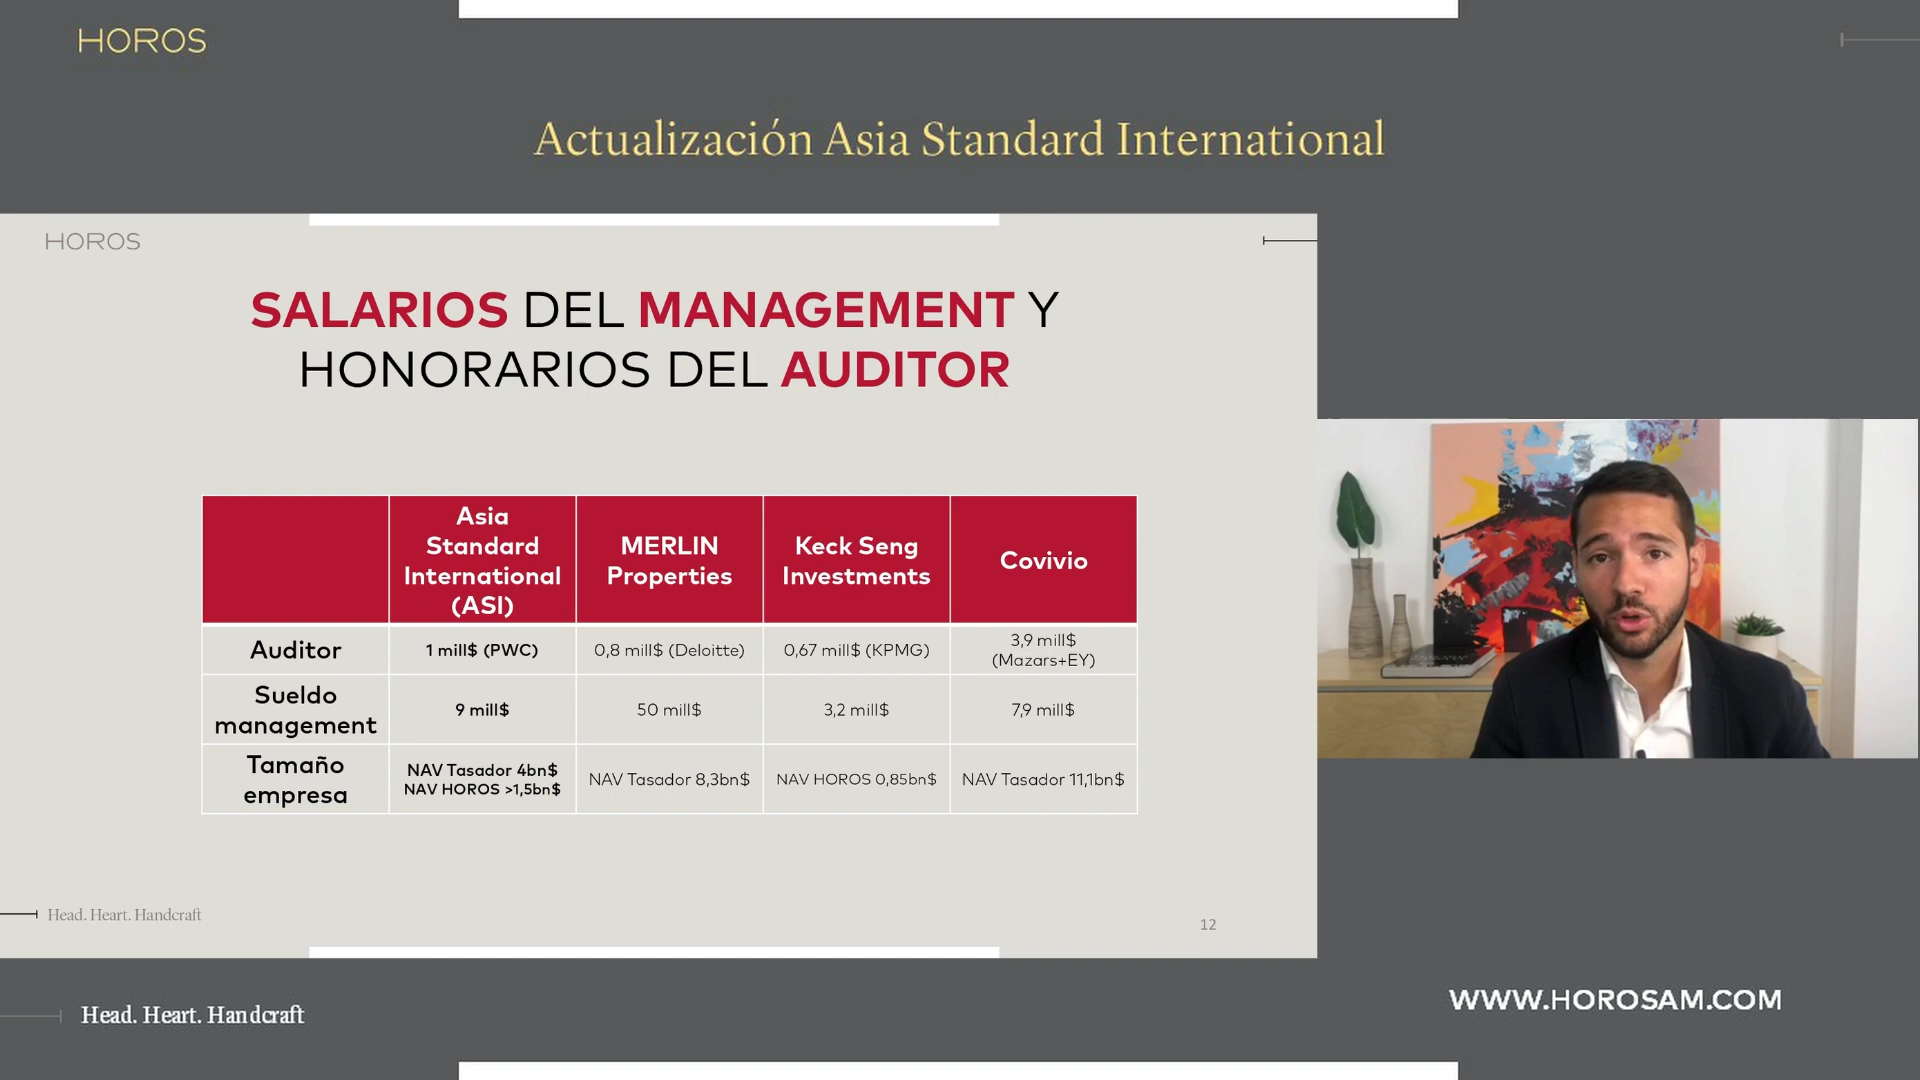 HOROS
Actualización Asia Standard International
HOROS
SALARIOS DEL MANAGEMENT Y
HONORARIOS DEL AUDITOR
Asia
Standard
International
(ASI)
MERLIN
Properties
Keck Seng
Investments
Covivio
Auditor
1 mill$ (PWC)
0,8 mill$ (Deloitte)
0,67 mill$ (KPMG)
3,9 mill$
(Mazars+EY)
Sueldo
management
9 mill$
50 mill$
3,2 mill$
7,9 mill$
Tamaño
empresa
NAV Tasador 4bn$
NAV HOROS >1,5bn$
NAV Tasador 8,3bn$
NAV HOROS 0,85bn$
NAV Tasador 11,1bn$
Head. Heart. Handcraft
12
Head. Heart. Handcraft
WWW.HOROSAM.COM